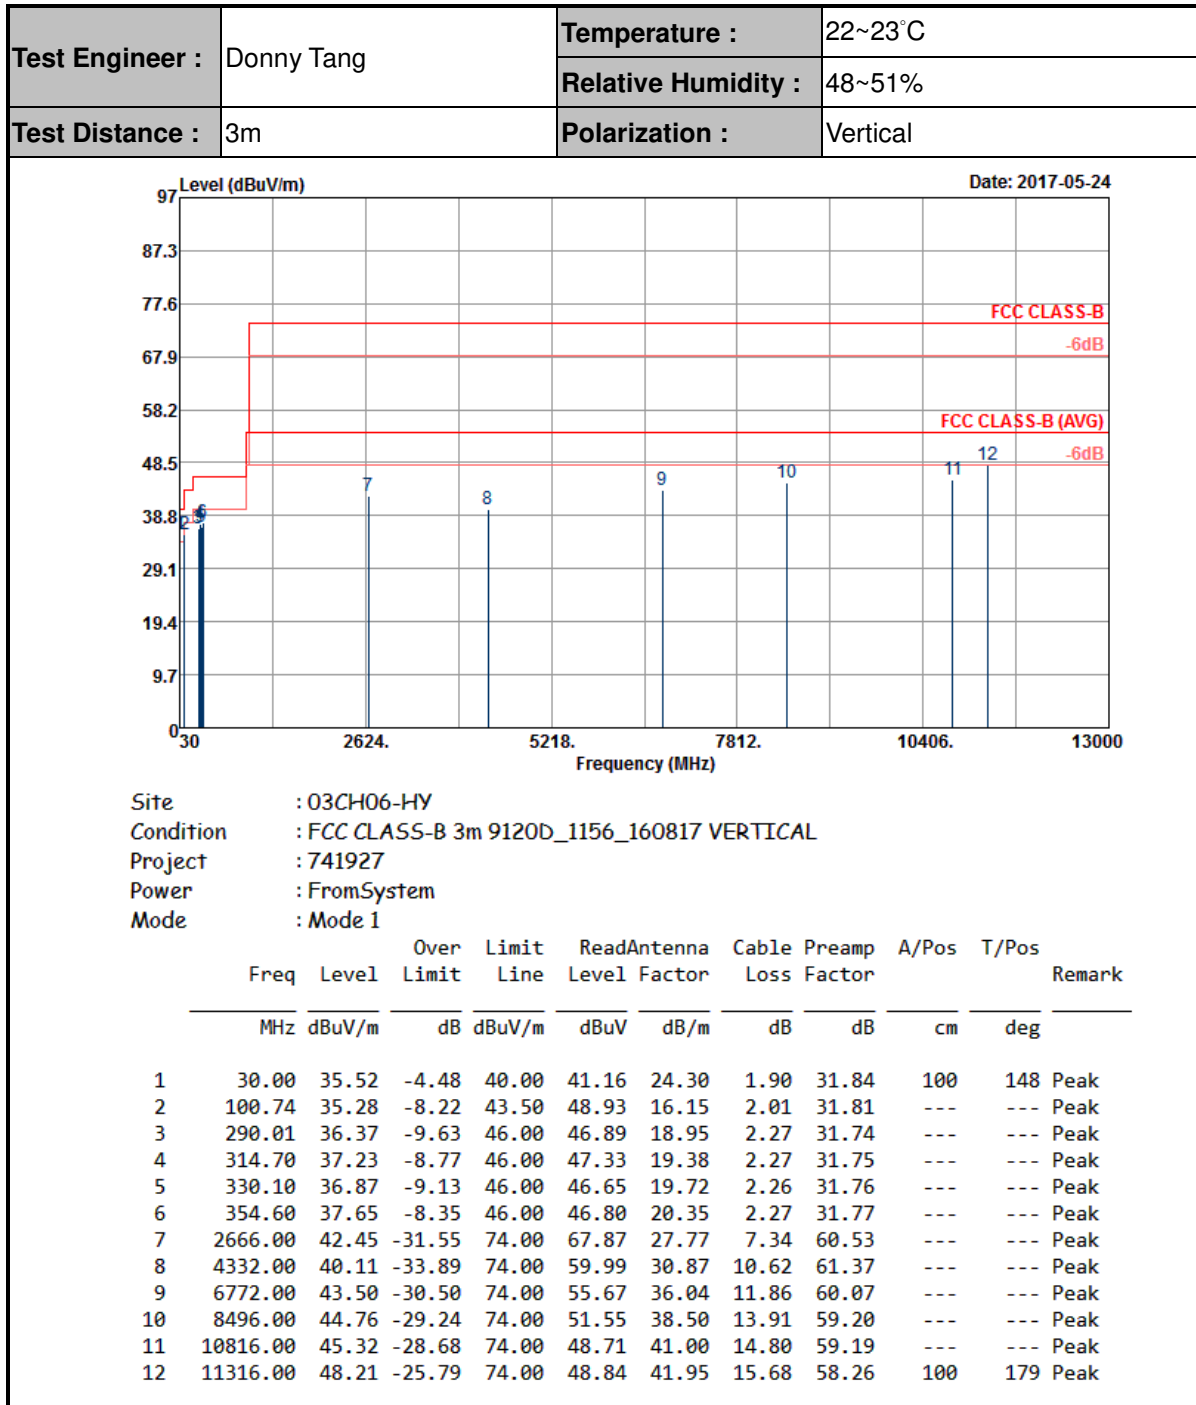 Test Engineer : Donny Tang Temperature : 22~23°C
Relative Humidity : 48~51%
Test Distance : 3m Polarization : Vertical
Level (dBuV/m) Date: 2017-05-24
97
87.3
77.6
FCC CLASS-B
-6dB
67.9
58.2
FCC CLASS-B (AVG)
-6dB
48.5
38.8
29.1
19.4
9.7
0
2 6 7 8 9 10 11 12
30 2624. 5218. 7812. 10406. 13000
Frequency (MHz)
Site : 03CH06-HY
Condition : FCC CLASS-B 3m 9120D_1156_160817 VERTICAL
Project : 741927
Power : FromSystem
Mode : Mode 1
Over Limit ReadAntenna Cable Preamp A/Pos T/Pos
Freq Level Limit Line Level Factor Loss Factor Remark
MHz dBuV/m dB dBuV/m dBuV dB/m dB dB cm deg
1 30.00 35.52 -4.48 40.00 41.16 24.30 1.90 31.84 100 148 Peak
2 100.74 35.28 -8.22 43.50 48.93 16.15 2.01 31.81 --- --- Peak
3 290.01 36.37 -9.63 46.00 46.89 18.95 2.27 31.74 --- --- Peak
4 314.70 37.23 -8.77 46.00 47.33 19.38 2.27 31.75 --- --- Peak
5 330.10 36.87 -9.13 46.00 46.65 19.72 2.26 31.76 --- --- Peak
6 354.60 37.65 -8.35 46.00 46.80 20.35 2.27 31.77 --- --- Peak
7 2666.00 42.45 -31.55 74.00 67.87 27.77 7.34 60.53 --- --- Peak
8 4332.00 40.11 -33.89 74.00 59.99 30.87 10.62 61.37 --- --- Peak
9 6772.00 43.50 -30.50 74.00 55.67 36.04 11.86 60.07 --- --- Peak
10 8496.00 44.76 -29.24 74.00 51.55 38.50 13.91 59.20 --- --- Peak
11 10816.00 45.32 -28.68 74.00 48.71 41.00 14.80 59.19 --- --- Peak
12 11316.00 48.21 -25.79 74.00 48.84 41.95 15.68 58.26 100 179 Peak